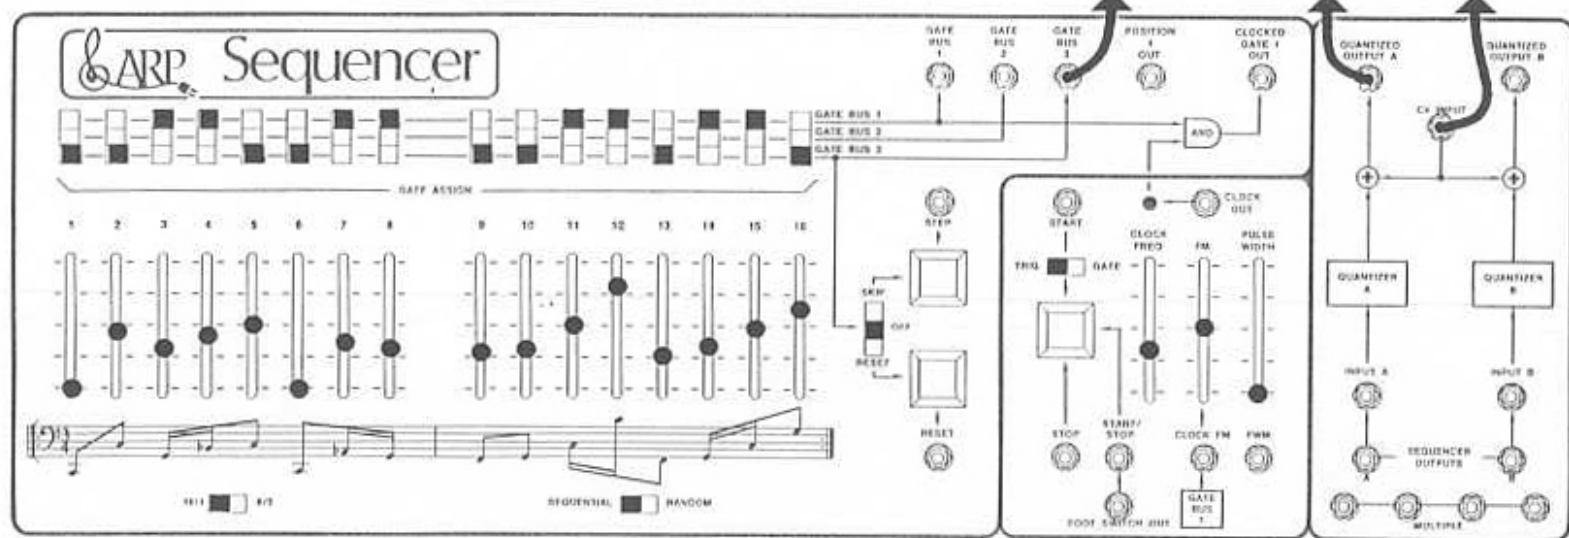 ARP Sequencer
GATE BUS 1
GATE BUS 2
GATE BUS 3
POSITION 1 OUT
CLOCKED GATE 1 OUT
GATE BUS 1
GATE BUS 2
GATE BUS 3
AND
GATE ASSIGN
1 2 3 4 5 6 7 8 9 10 11 12 13 14 15 16
STEP
SKIP
OFF
RESET
RESET
START
TRIG
GATE
CLOCK OUT
CLOCK FREQ
FM
PULSE WIDTH
STOP
START/STOP
CLOCK FM
PWM
GATE BUS 1
FOOT SWITCH
QUANTIZED OUTPUT A
QUANTIZED OUTPUT B
CV INPUT
QUANTIZER A
QUANTIZER B
INPUT A
INPUT B
SEQUENCER OUTPUTS
A
B
MULTIPLE
8/2
SEQUENTIAL
RANDOM